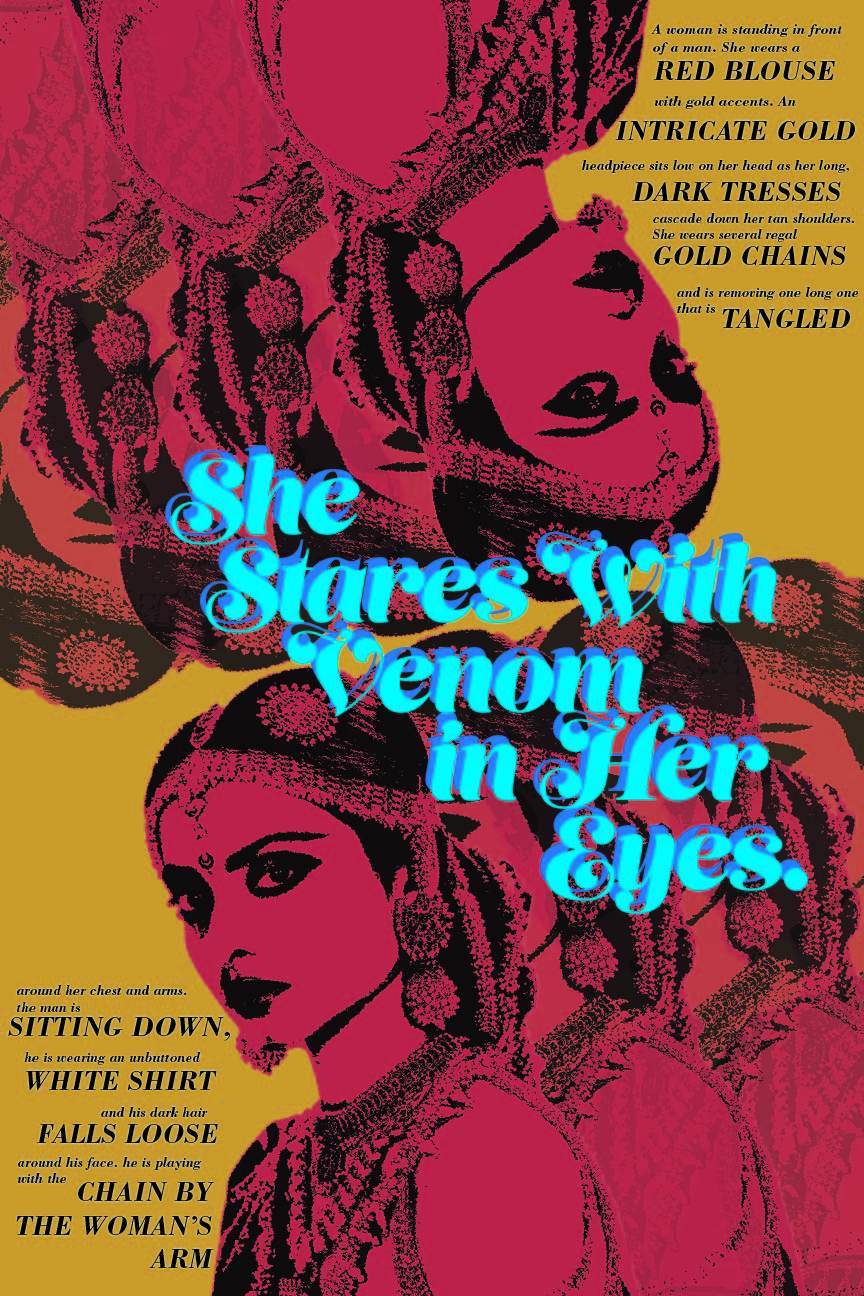 A woman is standing in front
of a man. She wears a
RED BLOUSE
with gold accents. An
INTRICATE GOLD
headpiece sits low on her head as her long,
DARK TRESSES
cascade down her tan shoulders.
She wears several regal
GOLD CHAINS
and is removing one long one
that is TANGLED
She
Stares With
Venom
in Her
Eyes.
around her chest and arms.
the man is
SITTING DOWN,
he is wearing an unbuttoned
WHITE SHIRT
and his dark hair
FALLS LOOSE
around his face. he is playing
with the CHAIN BY
THE WOMAN'S
ARM